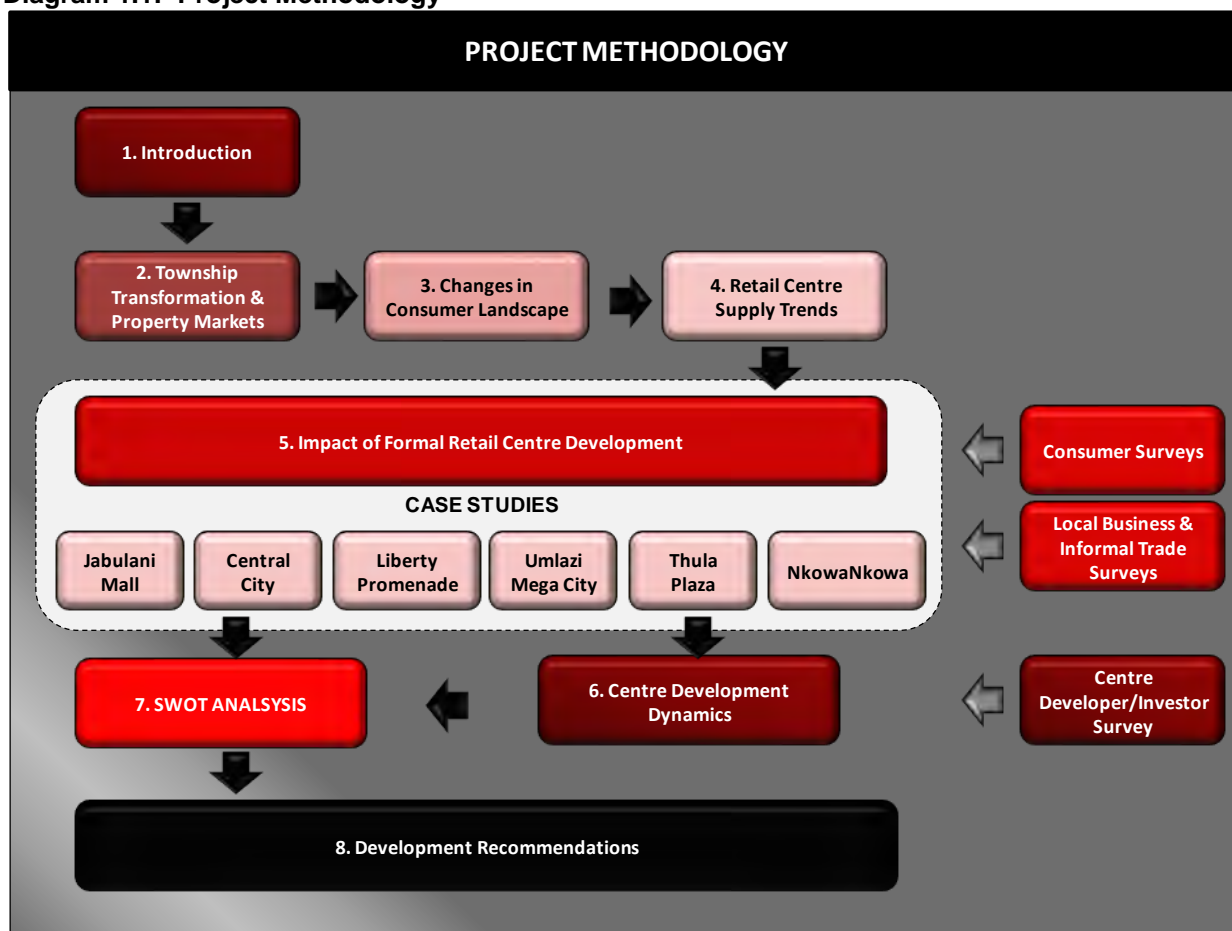 Diagram 1.1: Project Methodology
PROJECT METHODOLOGY
1. Introduction
2. Township
Transformation &
Property Markets
3. Changes in
Consumer Landscape
4. Retail Centre
Supply Trends
5. Impact of Formal Retail Centre Development
Consumer Surveys
CASE STUDIES
Local Business &
Informal Trade
Surveys
Jabulani
Mall
Central
City
Liberty
Promenade
Umlazi
Mega City
Thula
Plaza
NkowaNkowa
7. SWOT ANALSYSIS
6. Centre Development
Dynamics
Centre
Developer/Investor
Survey
8. Development Recommendations